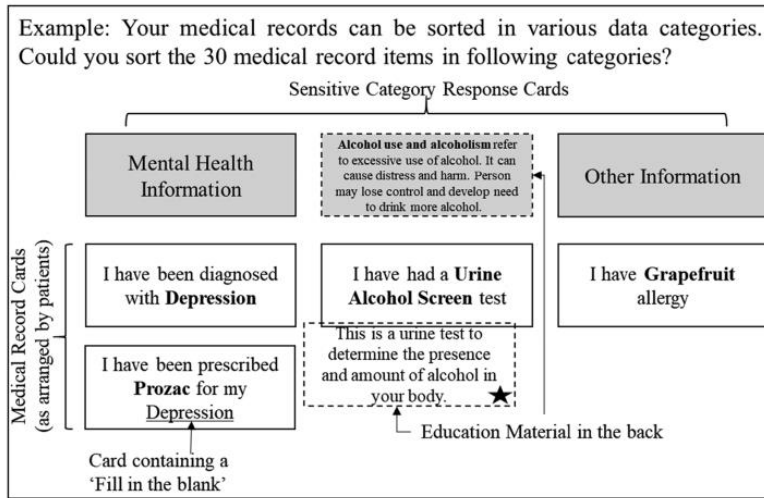 Example: Your medical records can be sorted in various data categories.
Could you sort the 30 medical record items in following categories?
Sensitive Category Response Cards
Mental Health
Information
Alcohol use and alcoholism refer
to excessive use of alcohol. It can
cause distress and harm. Person
may lose control and develop need
to drink more alcohol.
Other Information
Medical Record Cards
(as arranged by patients)
I have been diagnosed
with Depression
I have had a Urine
Alcohol Screen test
I have Grapefruit
allergy
I have been prescribed
Prozac for my
Depression
This is a urine test to
determine the presence
and amount of alcohol in
your body.
Education Material in the back
Card containing a
‘Fill in the blank’